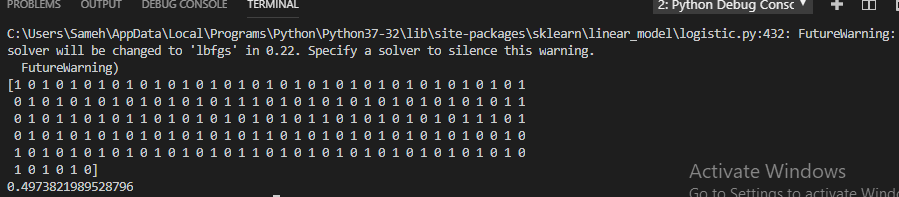 PROBLEMS OUTPUT DEBUG CONSOLE TERMINAL 2: Python Debug Consc
C:\Users\Sameh\AppData\Local\Programs\Python\Python37-32\lib\site-packages\sklearn\linear_model\logistic.py:432: FutureWarning:
solver will be changed to 'lbfgs' in 0.22. Specify a solver to silence this warning.
FutureWarning)
[1 0 1 0 1 0 1 0 1 0 1 0 1 0 1 0 1 0 1 0 1 0 1 0 1 0 1 0 1 0 1 0 1 0 1 0 1
0 1 0 1 0 1 0 1 0 1 0 1 0 1 0 1 1 1 0 1 0 1 0 1 1 1 0 1 0 1 0 1 0 1 0 1 1
0 1 0 1 1 0 1 0 1 0 1 0 1 0 1 0 1 1 1 0 1 0 1 0 1 0 1 0 1 0 1 0 1 1 1 0 1
0 1 0 1 1 0 1 0 1 0 1 0 1 0 1 0 1 0 1 0 1 0 1 0 1 0 1 0 1 0 1 0 1 0 0 1 0
1 0 1 0 1 0 1 0 1 0 1 0 1 0 1 0 1 1 0 1 0 1 0 1 0 1 0 1 0 1 0 1 0 1 0 1 0
1 0 1 0 1 0]
0.4973821989528796
Activate Windows
Go to Settings to activate Wind